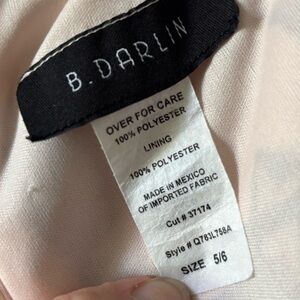 B. DARLIN
OVER FOR CARE
100% POLYESTER
LINING
100% POLYESTER
MADE IN MEXICO
OF IMPORTED FABRIC
Cut # 37174
Style # Q763L758A
SIZE 5/6